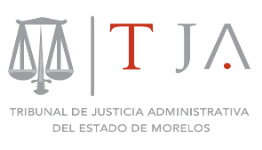 TJA
TRIBUNAL DE JUSTICIA ADMINISTRATIVA
DEL ESTADO DE MORELOS